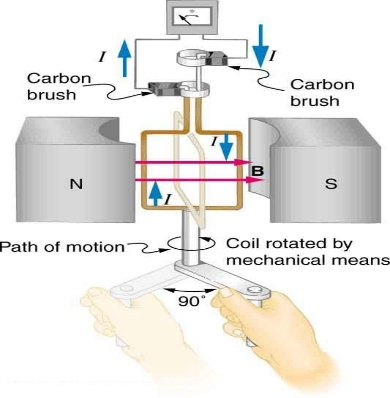 I
I
Carbon
brush
Carbon
brush
I
B
N
S
I
Path of motion
Coil rotated by
mechanical means
90°